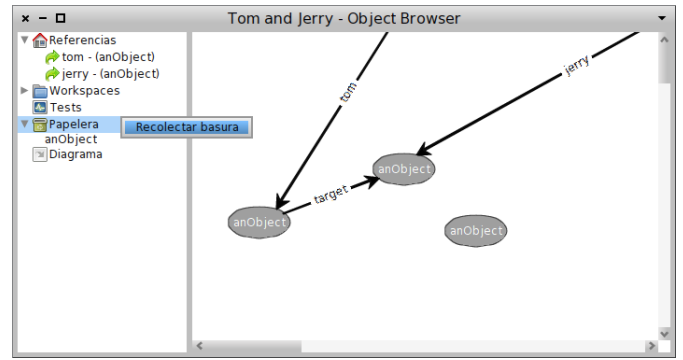 Tom and Jerry - Object Browser
Referencias
tom - (anObject)
jerry - (anObject)
Workspaces
Tests
Papelera
Recolectar basura
anObject
Diagrama
tom
jerry
anObject
target
anObject
anObject